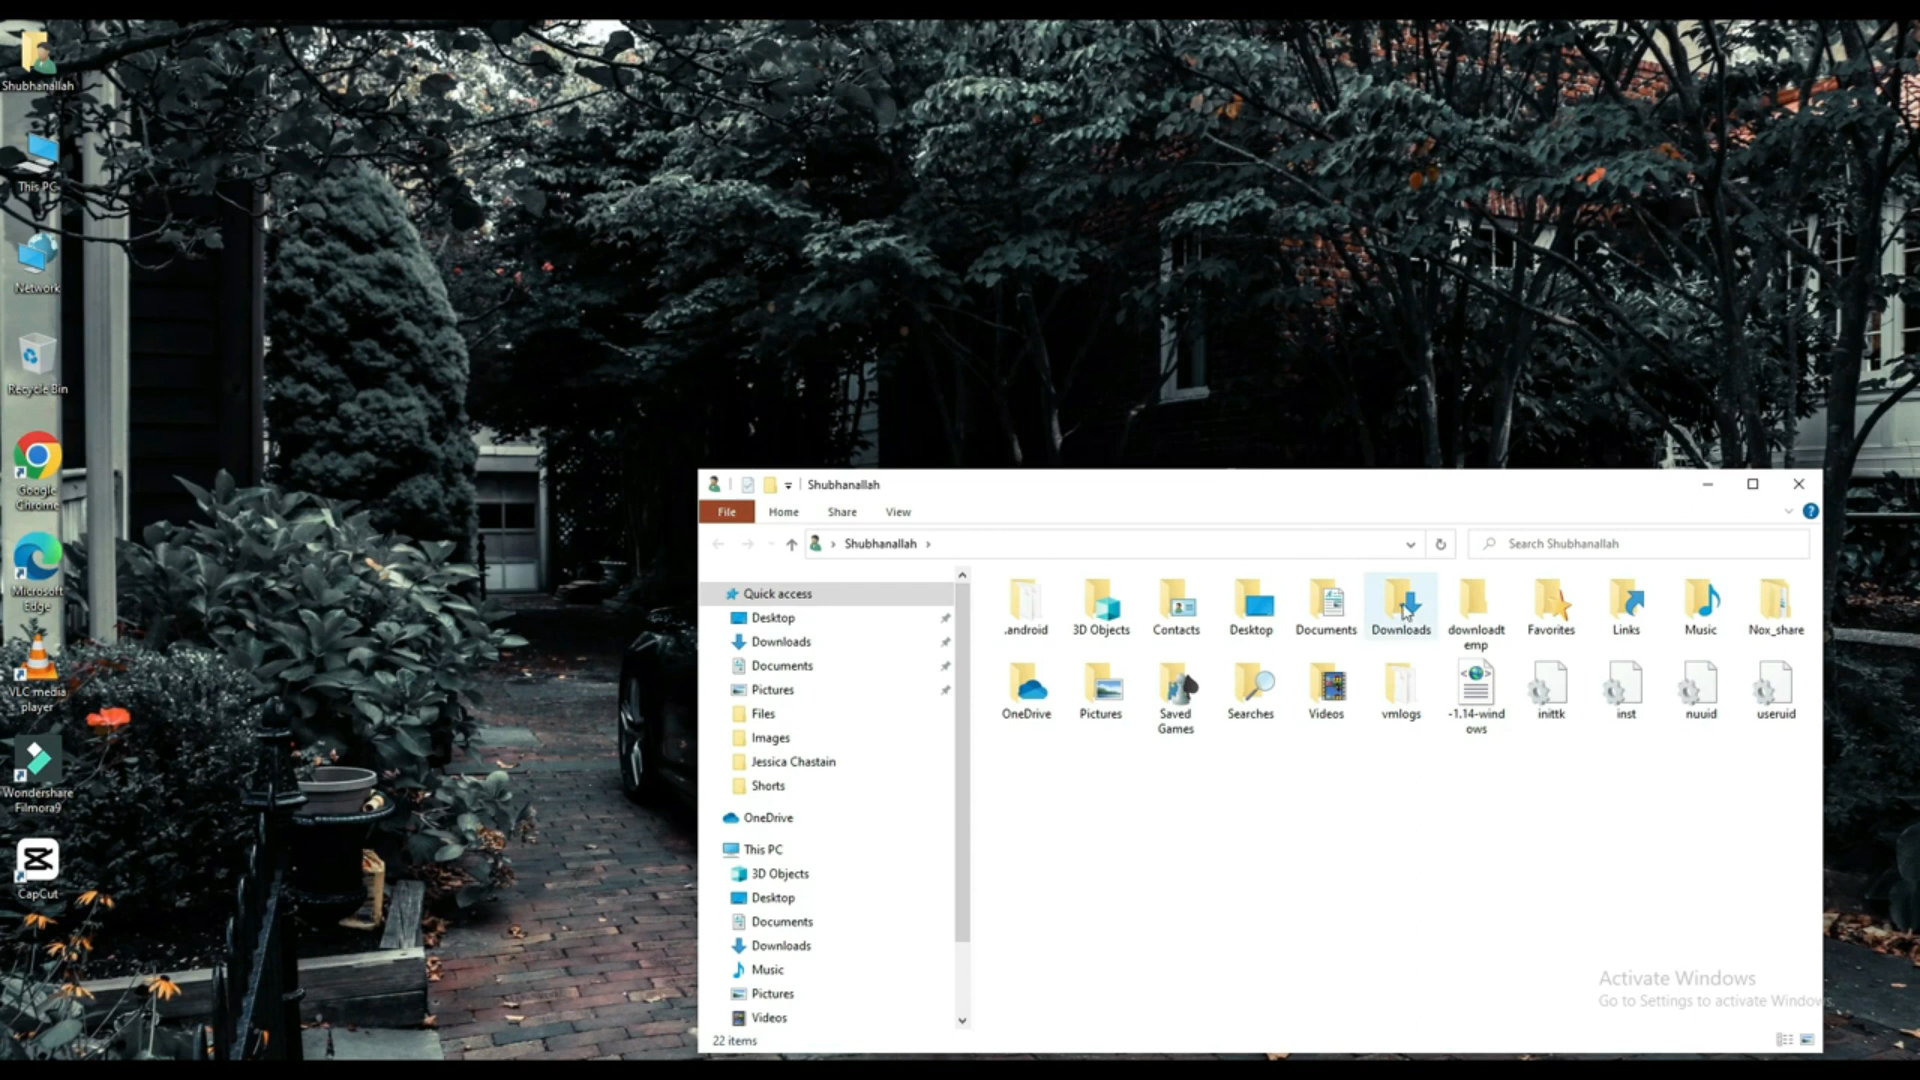 Shubhanallah
This PC
Network
Recycle Bin
Google
Chrome
Microsoft
Edge
VLC media
player
Wondershare
Filmora9
CapCut
Shubhanallah
File
Home
Share
View
Shubhanallah
Search Shubhanallah
Quick access
Desktop
Downloads
Documents
Pictures
Files
Images
Jessica Chastain
Shorts
OneDrive
This PC
3D Objects
Desktop
Documents
Downloads
Music
Pictures
Videos
.android
3D Objects
Contacts
Desktop
Documents
Downloads
downloadt
emp
Favorites
Links
Music
Nox_share
OneDrive
Pictures
Saved
Games
Searches
Videos
vmlogs
-1.14-wind
ows
inittk
inst
nuuid
useruid
Activate Windows
Go to Settings to activate Windows.
22 items